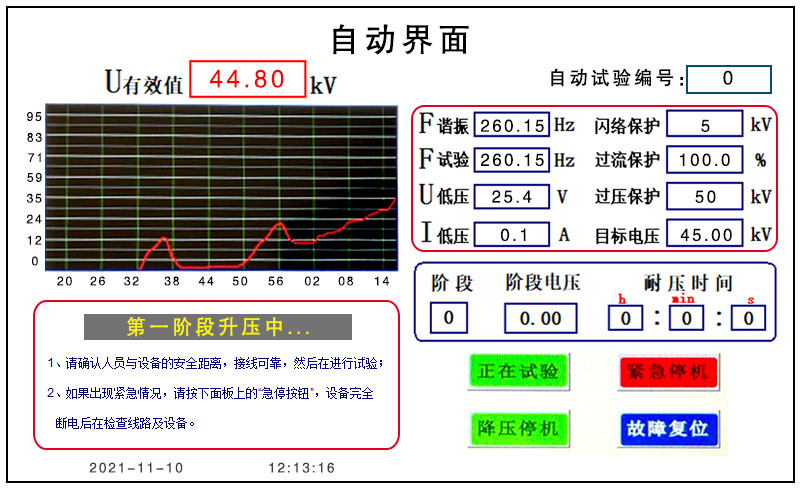 自动界面
U有效值 44.80 kV
自动试验编号: 0
95
83
71
59
35
24
12
0
20 26 32 38 44 50 56 02 08 14
F谐振 260.15 Hz 闪络保护 5 kV
F试验 260.15 Hz 过流保护 100.0 %
U低压 25.4 V 过压保护 50 kV
I低压 0.1 A 目标电压 45.00 kV
阶段 阶段电压 耐压时间
h min s
0 0.00 0 : 0 : 0
第一阶段升压中...
1、请确认人员与设备的安全距离，接线可靠，然后在进行试验；
2、如果出现紧急情况，请按下面板上的“急停按钮”，设备完全
断电后在检查线路及设备。
正在试验 紧急停机
降压停机 故障复位
2021-11-10 12:13:16